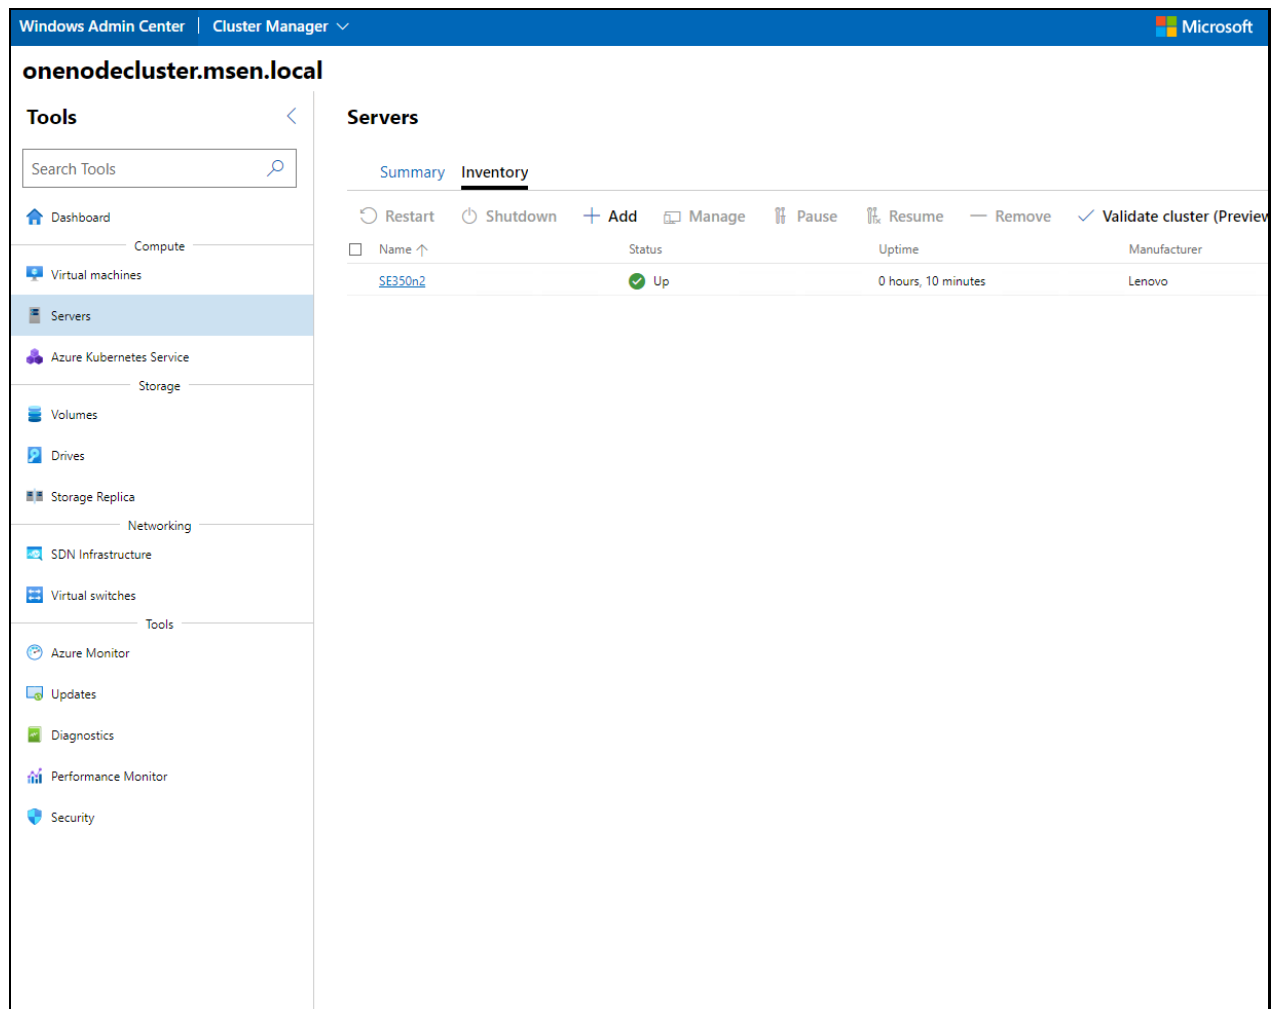 Windows Admin Center | Cluster Manager
Microsoft
onenodecluster.msen.local
Tools
Search Tools
Dashboard
Compute
Virtual machines
Servers
Azure Kubernetes Service
Storage
Volumes
Drives
Storage Replica
Networking
SDN Infrastructure
Virtual switches
Tools
Azure Monitor
Updates
Diagnostics
Performance Monitor
Security
Servers
Summary Inventory
Restart Shutdown Add Manage Pause Resume Remove Validate cluster (Preview
Name Status Uptime Manufacturer
SE350n2 Up 0 hours, 10 minutes Lenovo